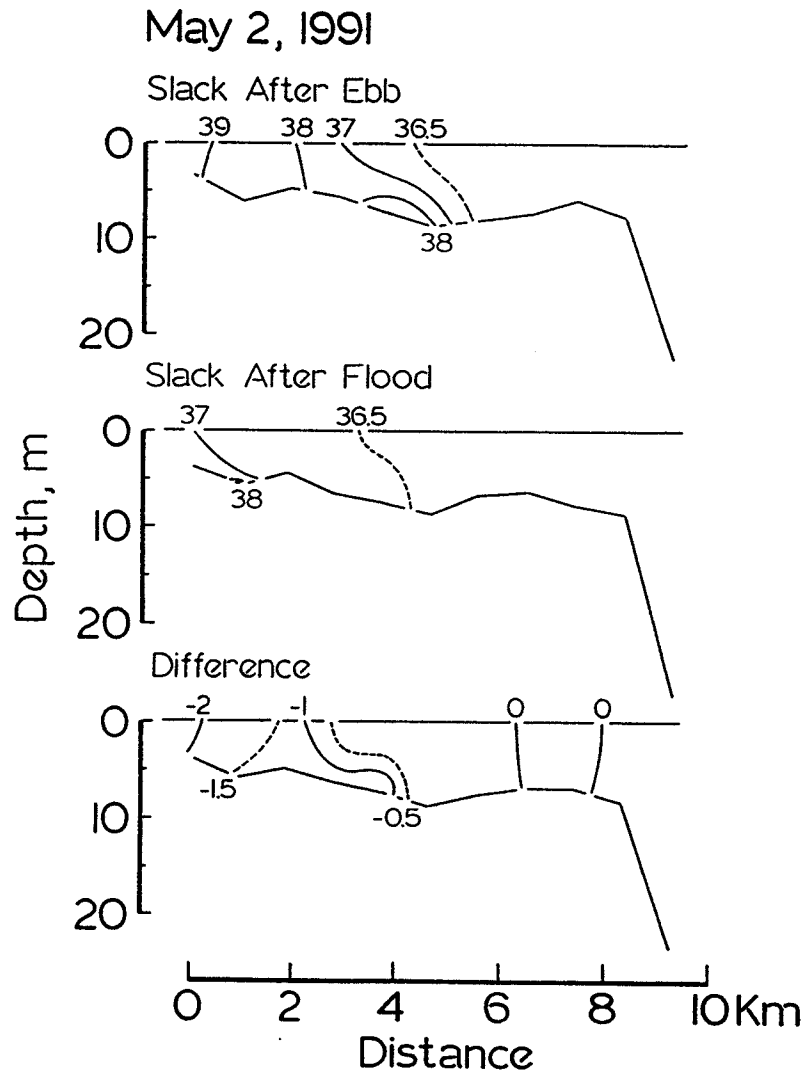 May 2, 1991
Slack After Ebb
39 38 37 36.5
0
10
20
38
Slack After Flood
37 36.5
0
10
20
38
Depth, m
Difference
-2 -1 0 0
0
10
20
-1.5
-0.5
0 2 4 6 8 10 Km
Distance